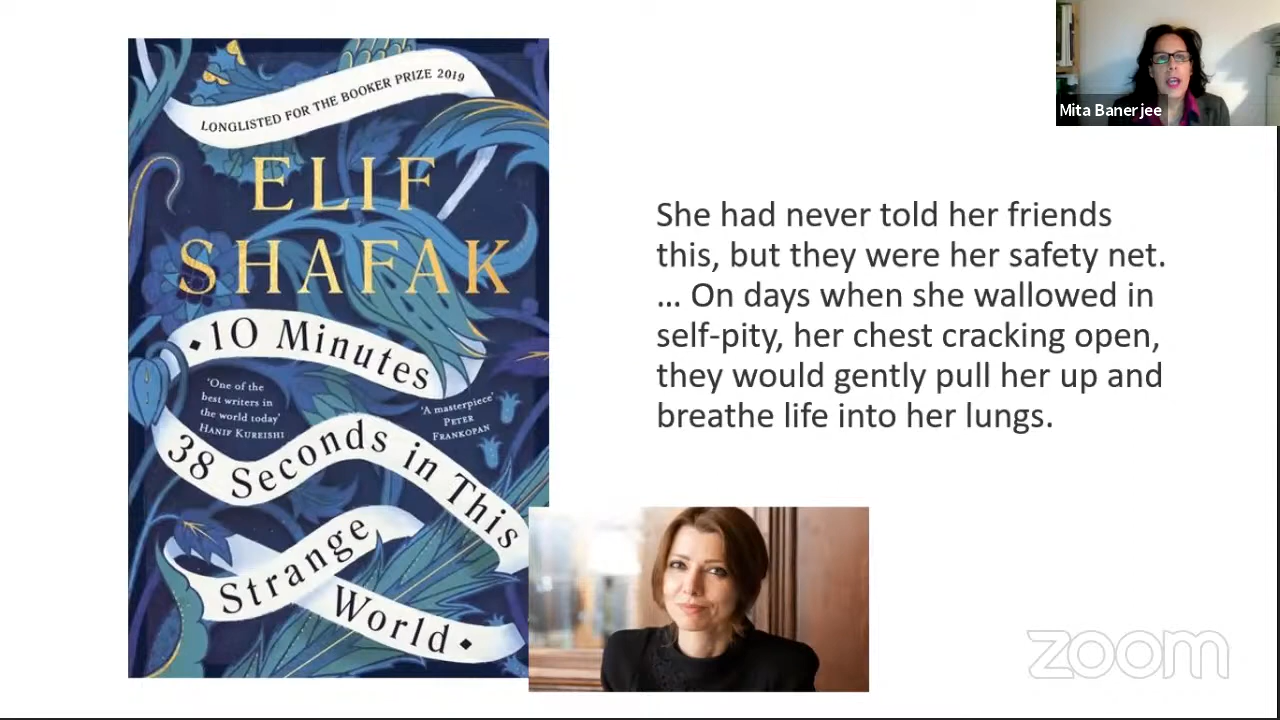 LONGLISTED FOR THE BOOKER PRIZE 2019
ELIF
SHAFAK
10 Minutes
'One of the
best writers in
the world today'
HANIF KUREISHI
'A masterpiece'
PETER
FRANKOPAN
38 Seconds in This
Strange
World
She had never told her friends
this, but they were her safety net.
... On days when she wallowed in
self-pity, her chest cracking open,
they would gently pull her up and
breathe life into her lungs.
Mita Banerjee
zoom